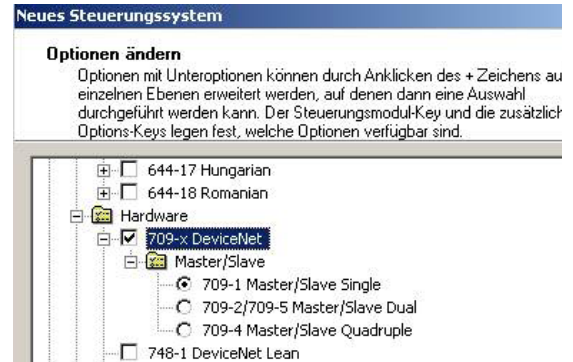 Neues Steuerungssystem
Optionen ändern
Optionen mit Unteroptionen können durch Anklicken des + Zeichens au
einzelnen Ebenen erweitert werden, auf denen dann eine Auswahl
durchgeführt werden kann. Der Steuerungsmodul-Key und die zusätzlich
Options-Keys legen fest, welche Optionen verfügbar sind.
644-17 Hungarian
644-18 Romanian
Hardware
709-x DeviceNet
Master/Slave
709-1 Master/Slave Single
709-2/709-5 Master/Slave Dual
709-4 Master/Slave Quadruple
748-1 DeviceNet Lean